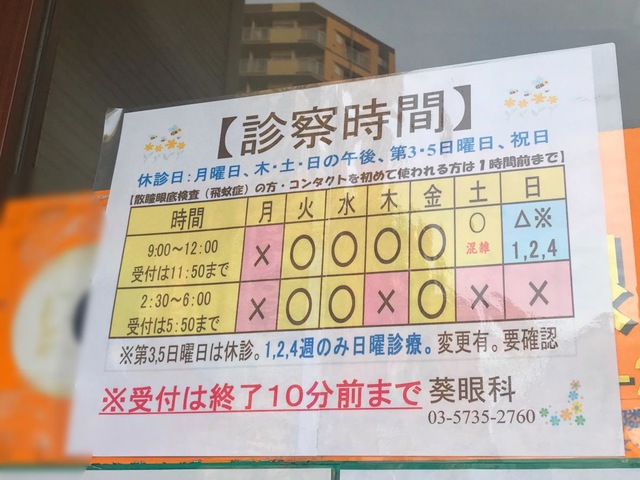 【診察時間】
休診日:月曜日、木・土・日の午後、第3・5日曜日、祝日
【散瞳眼底検査(飛蚊症)の方・コンタクトを初めて使われる方は1時間前まで】
時間 月 火 水 木 金 土 日
9:00～12:00 受付は11:50まで × ○ ○ ○ ○ ○混雑 △※1,2,4
2:30～6:00 受付は5:50まで × ○ ○ × ○ × ×
※第3,5日曜日は休診。1,2,4週のみ日曜診療。変更有。要確認
※受付は終了10分前まで 葵眼科
03-5735-2760